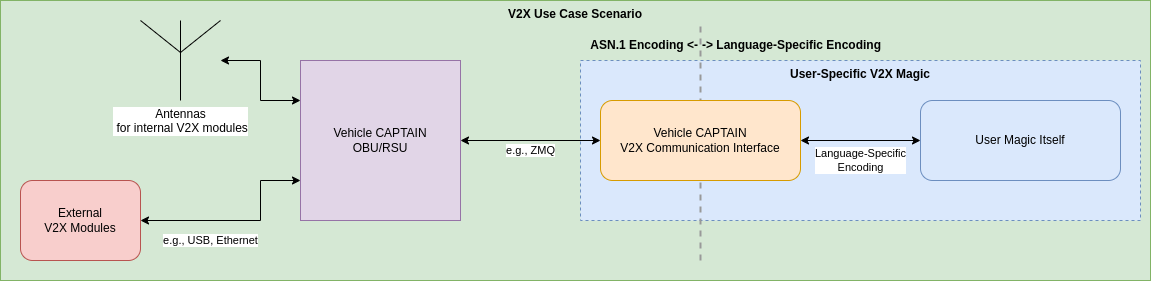 V2X Use Case Scenario
ASN.1 Encoding <- -> Language-Specific Encoding
User-Specific V2X Magic
Antennas
for internal V2X modules
Vehicle CAPTAIN
OBU/RSU
e.g., ZMQ
Vehicle CAPTAIN
V2X Communication Interface
Language-Specific
Encoding
User Magic Itself
External
V2X Modules
e.g., USB, Ethernet